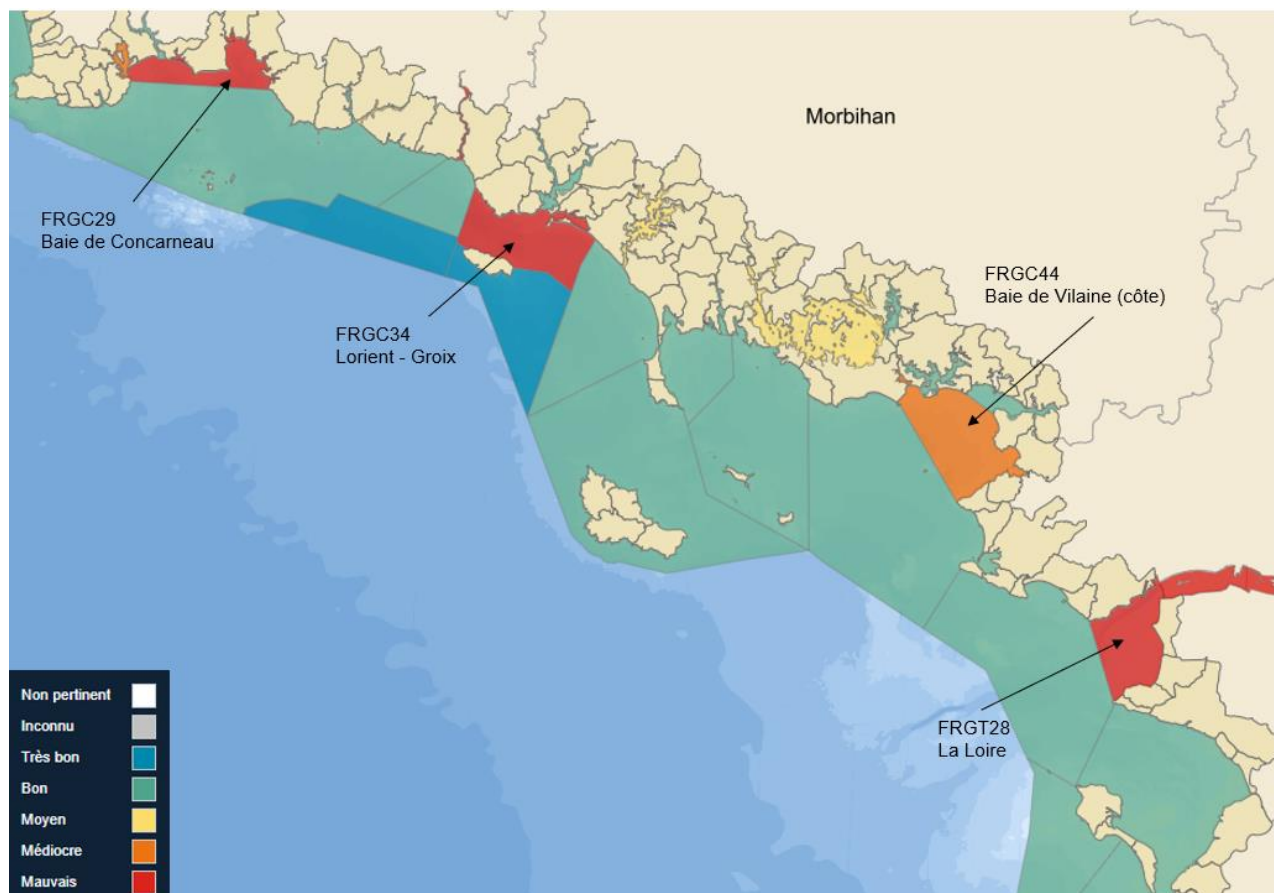 Morbihan
FRGC29
Baie de Concarneau
FRGC44
Baie de Vilaine (côte)
FRGC34
Lorient - Groix
FRGT28
La Loire
Non pertinent
Inconnu
Très bon
Bon
Moyen
Médiocre
Mauvais